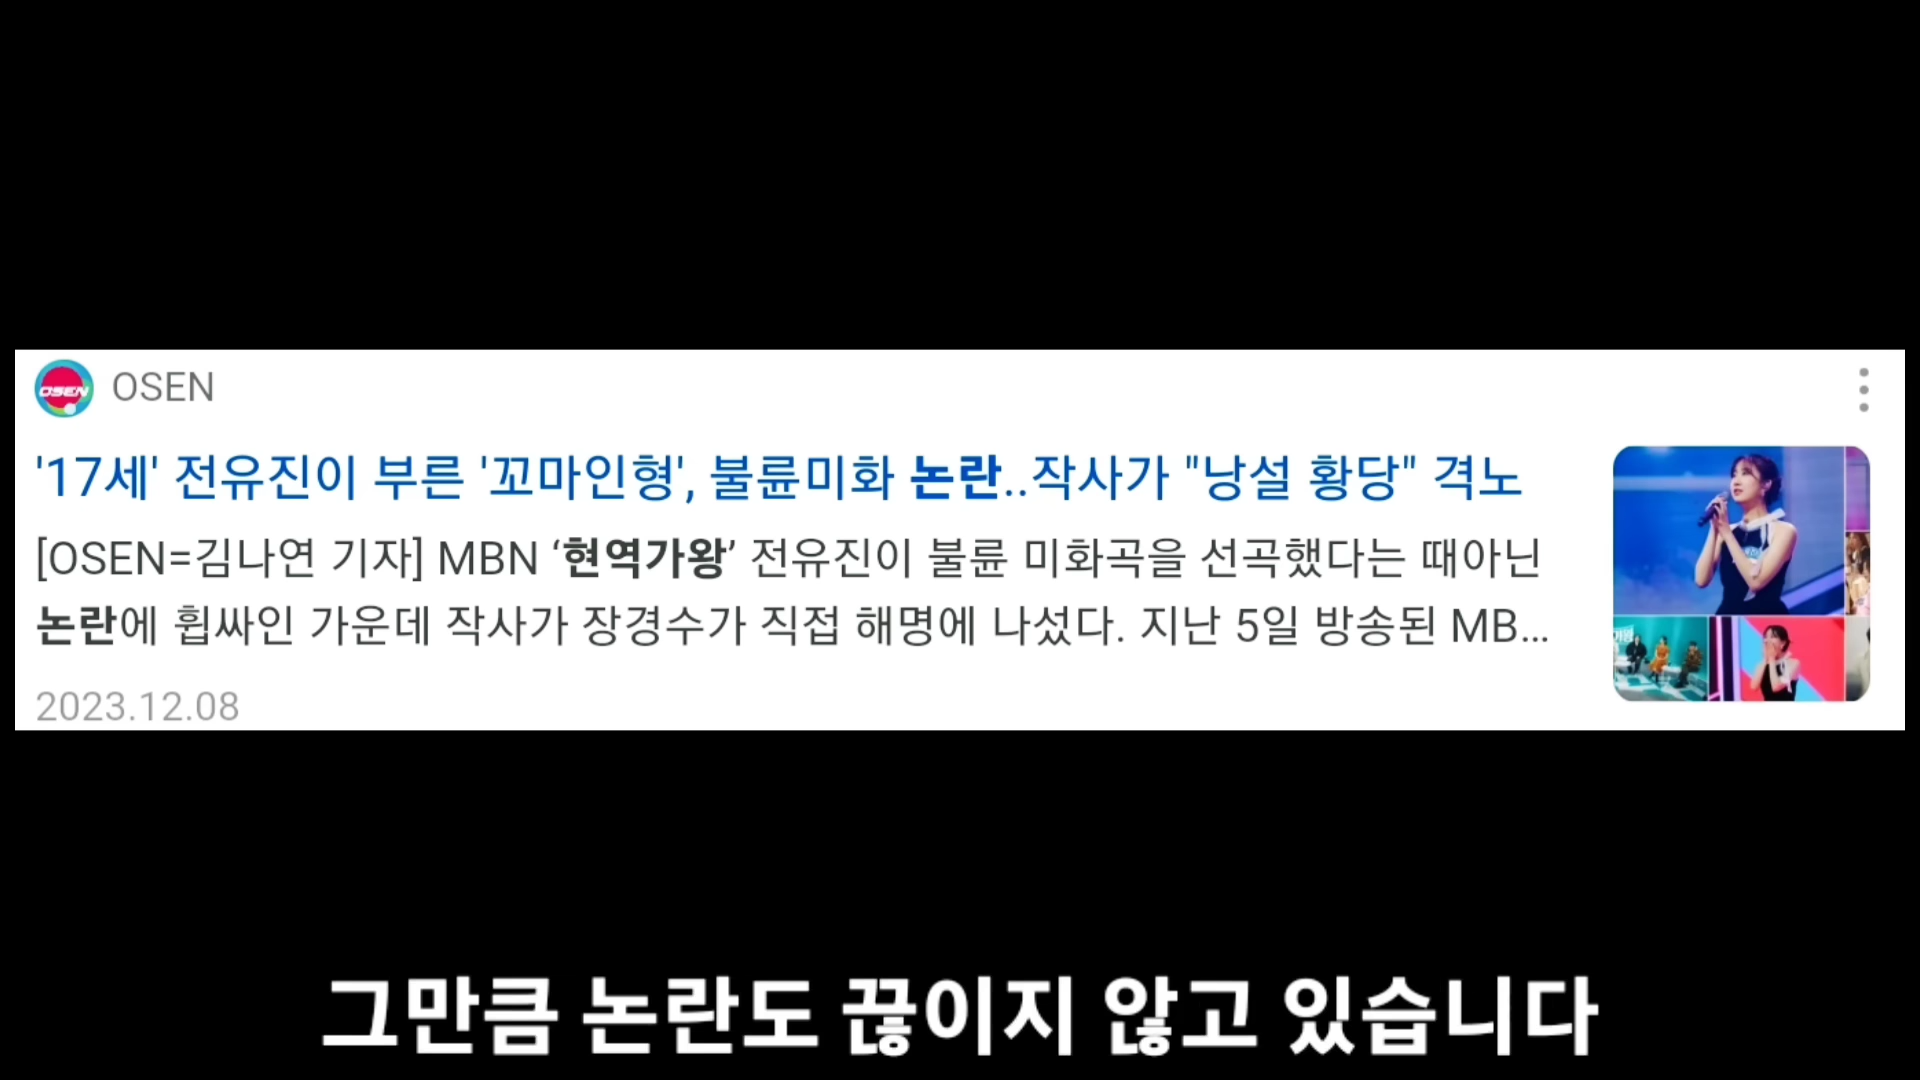 OSEN OSEN
'17세' 전유진이 부른 '꼬마인형', 불륜미화 논란..작사가 "낭설 황당" 격노
[OSEN=김나연 기자] MBN ‘현역가왕’ 전유진이 불륜 미화곡을 선곡했다는 때아닌
논란에 휩싸인 가운데 작사가 장경수가 직접 해명에 나섰다. 지난 5일 방송된 MB...
2023.12.08
그만큼 논란도 끊이지 않고 있습니다